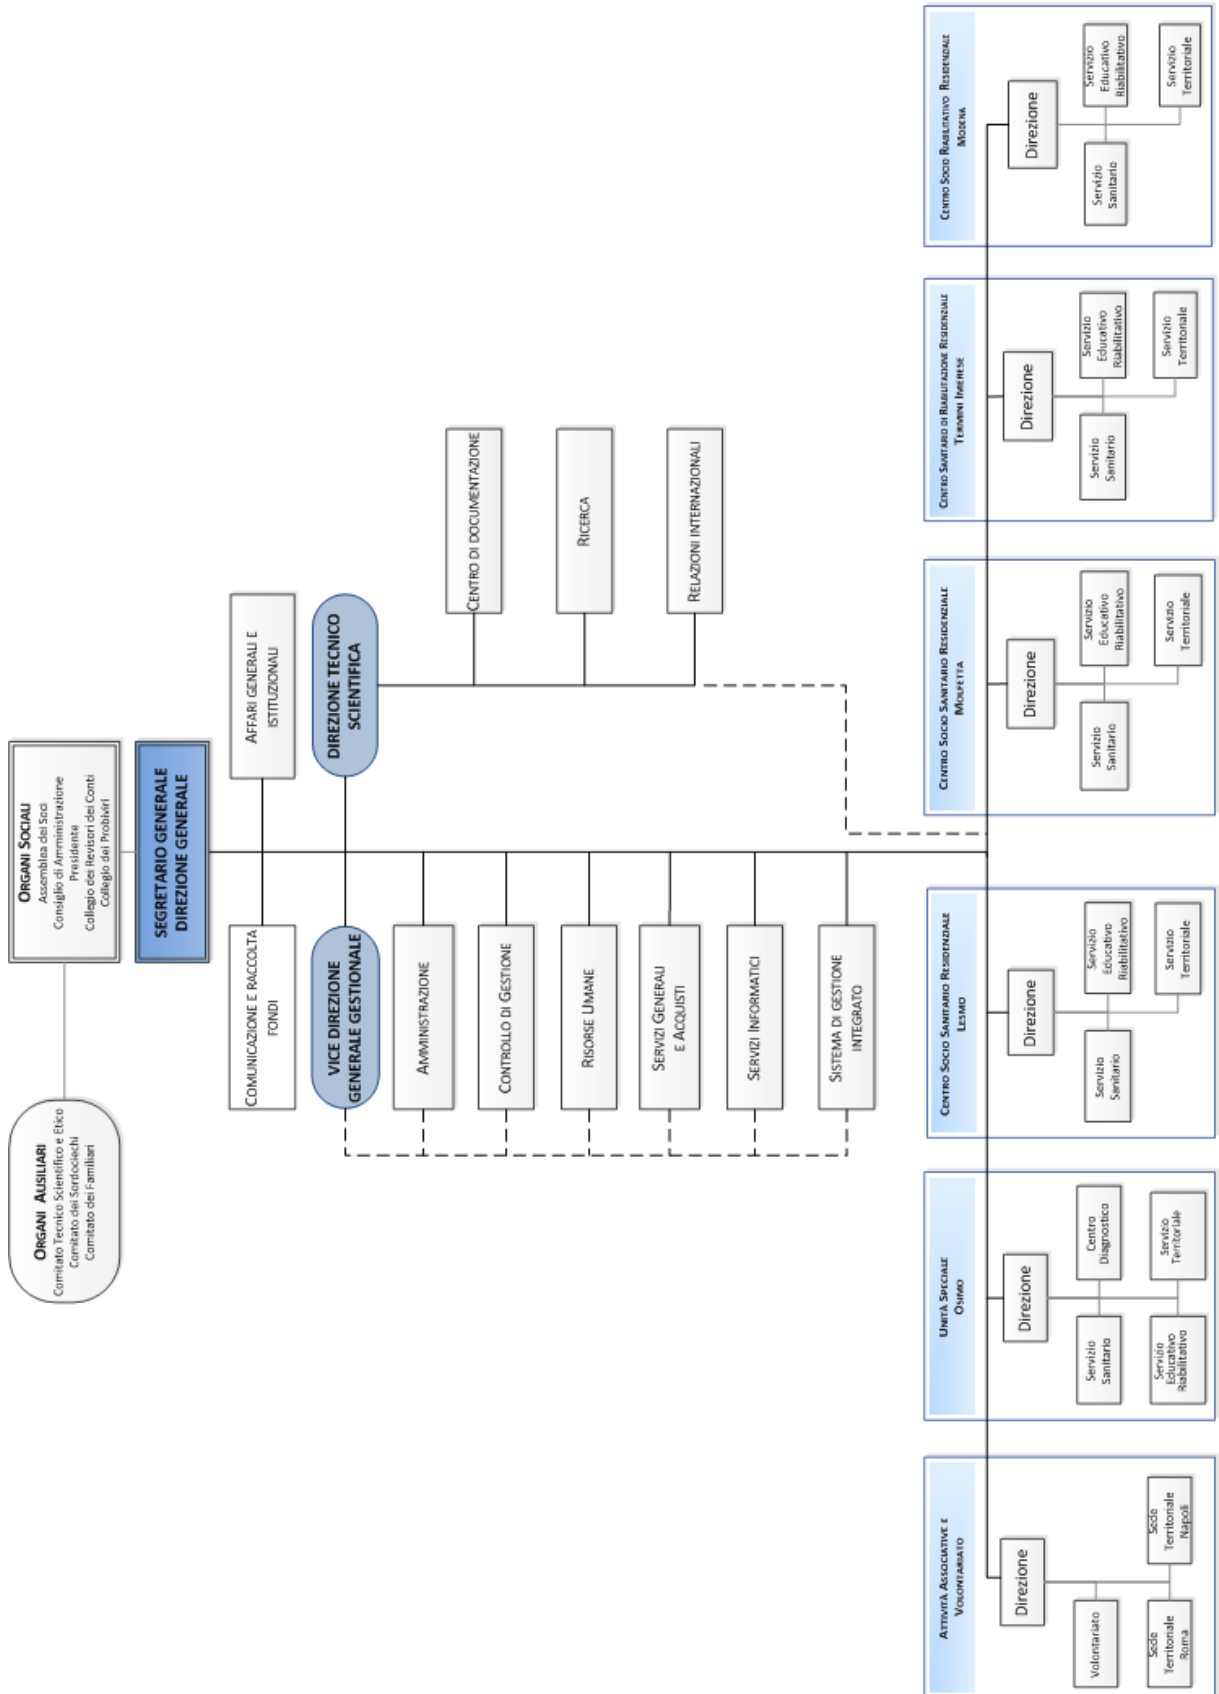 ORGANI AUSILIARI
Comitato Tecnico Scientifico e Etico
Comitato dei Sordociechi
Comitato dei Familiari
ORGANI SOCIALI
Assemblea dei Soci
Consiglio di Amministrazione
Presidente
Collegio dei Revisori dei Conti
Collegio dei Probiviri
SEGRETARIO GENERALE
DIREZIONE GENERALE
COMUNICAZIONE E RACCOLTA
FONDI
AFFARI GENERALI E
ISTITUZIONALI
VICE DIREZIONE
GENERALE GESTIONALE
DIREZIONE TECNICO
SCIENTIFICA
AMMINISTRAZIONE
CONTROLLO DI GESTIONE
RISORSE UMANE
SERVIZI GENERALI
E ACQUISTI
SERVIZI INFORMATICI
SISTEMA DI GESTIONE
INTEGRATO
CENTRO DI DOCUMENTAZIONE
RICERCA
RELAZIONI INTERNAZIONALI
ATTIVITÀ ASSOCIATIVE E
VOLONTARIATO
Direzione
Volontariato
Sede
Territoriale
Roma
Sede
Territoriale
Napoli
UNITÀ SPECIALE
OSIMO
Direzione
Servizio
Sanitario
Centro
Diagnostico
Servizio
Educativo
Riabilitativo
Servizio
Territoriale
CENTRO SOCIO SANITARIO RESIDENZIALE
LESMO
Direzione
Servizio
Sanitario
Servizio
Educativo
Riabilitativo
Servizio
Territoriale
CENTRO SOCIO SANITARIO RESIDENZIALE
MOLFETTA
Direzione
Servizio
Sanitario
Servizio
Educativo
Riabilitativo
Servizio
Territoriale
CENTRO SANITARIO DI RIABILITAZIONE RESIDENZIALE
TERMINI IMERESE
Direzione
Servizio
Sanitario
Servizio
Educativo
Riabilitativo
Servizio
Territoriale
CENTRO SOCIO RIABILITATIVO RESIDENZIALE
MODENA
Direzione
Servizio
Sanitario
Servizio
Educativo
Riabilitativo
Servizio
Territoriale